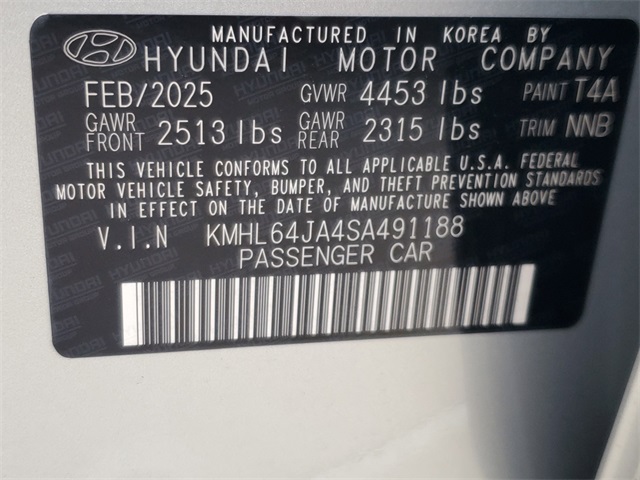 MANUFACTURED IN KOREA BY
HYUNDAI MOTOR COMPANY
FEB/2025 GVWR 4453 lbs PAINT T4A
GAWR FRONT 2513 lbs GAWR REAR 2315 lbs TRIM NNB
THIS VEHICLE CONFORMS TO ALL APPLICABLE U.S.A. FEDERAL
MOTOR VEHICLE SAFETY, BUMPER, AND THEFT PREVENTION STANDARDS
IN EFFECT ON THE DATE OF MANUFACTURE SHOWN ABOVE
V.I.N KMHL64JA4SA491188
PASSENGER CAR